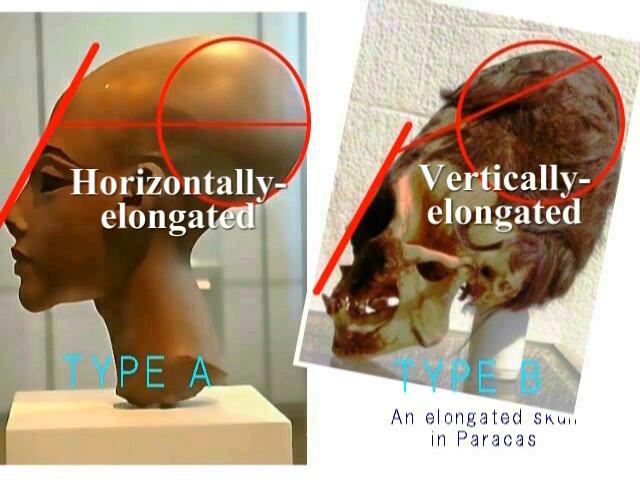 Horizontally-
elongated
TYPE A
Vertically-
elongated
TYPE B
An elongated skull
in Paracas